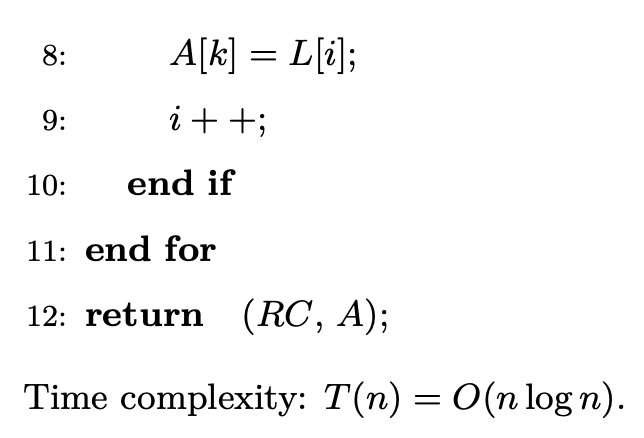 8: A[k] = L[i];
9: i + +;
10: end if
11: end for
12: return (RC, A);
Time complexity: T(n) = O(n log n).